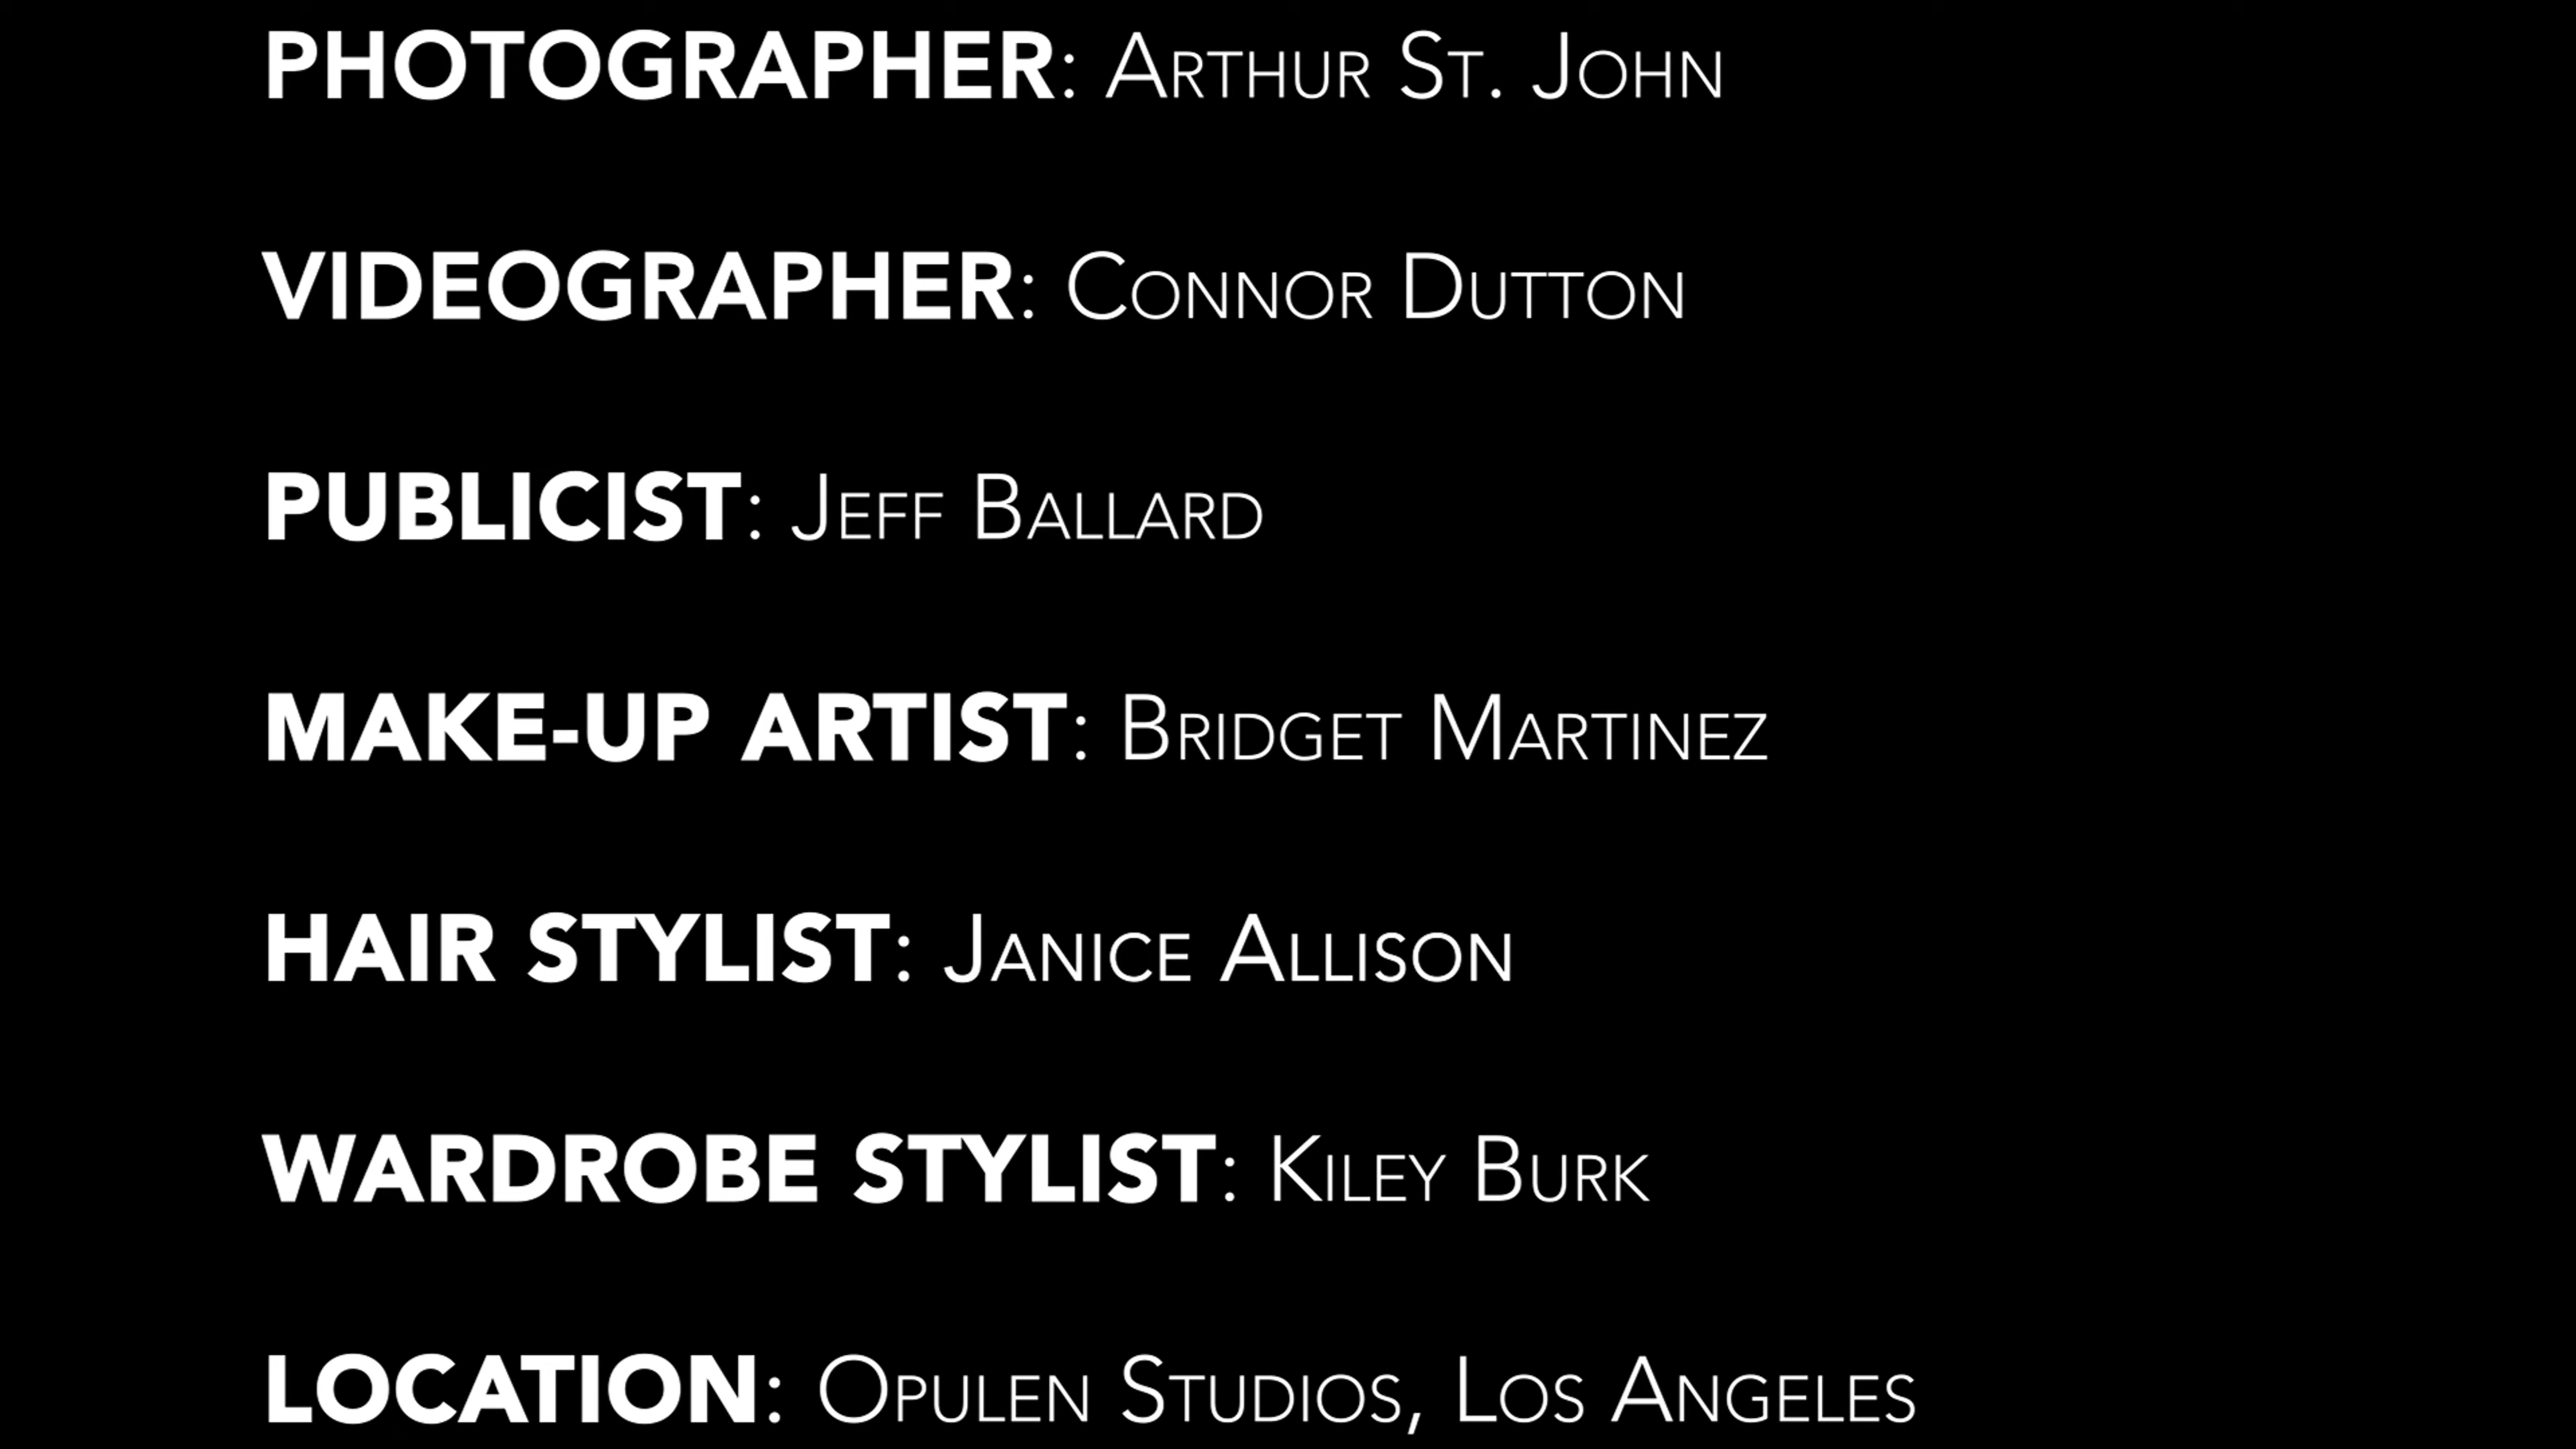 PHOTOGRAPHER: Arthur St. John
VIDEOGRAPHER: Connor Dutton
PUBLICIST: Jeff Ballard
MAKE-UP ARTIST: Bridget Martinez
HAIR STYLIST: Janice Allison
WARDROBE STYLIST: Kiley Burk
LOCATION: Opulen Studios, Los Angeles